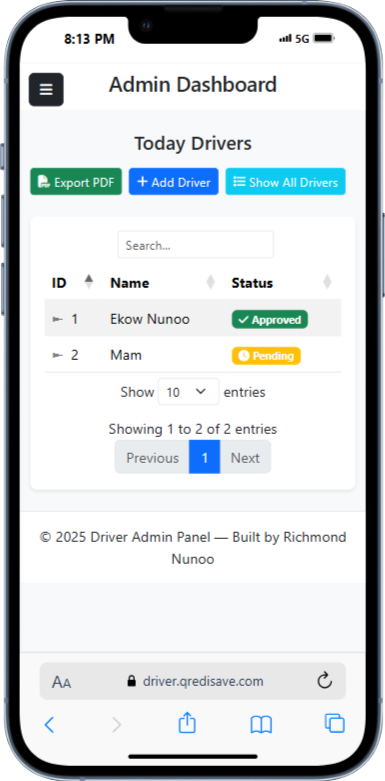 8:13 PM 5G
Admin Dashboard
Today Drivers
Export PDF Add Driver Show All Drivers
Search...
ID Name Status
1 Ekow Nunoo Approved
2 Mam Pending
Show 10 entries
Showing 1 to 2 of 2 entries
Previous 1 Next
© 2025 Driver Admin Panel — Built by Richmond
Nunoo
AA driver.qredisave.com